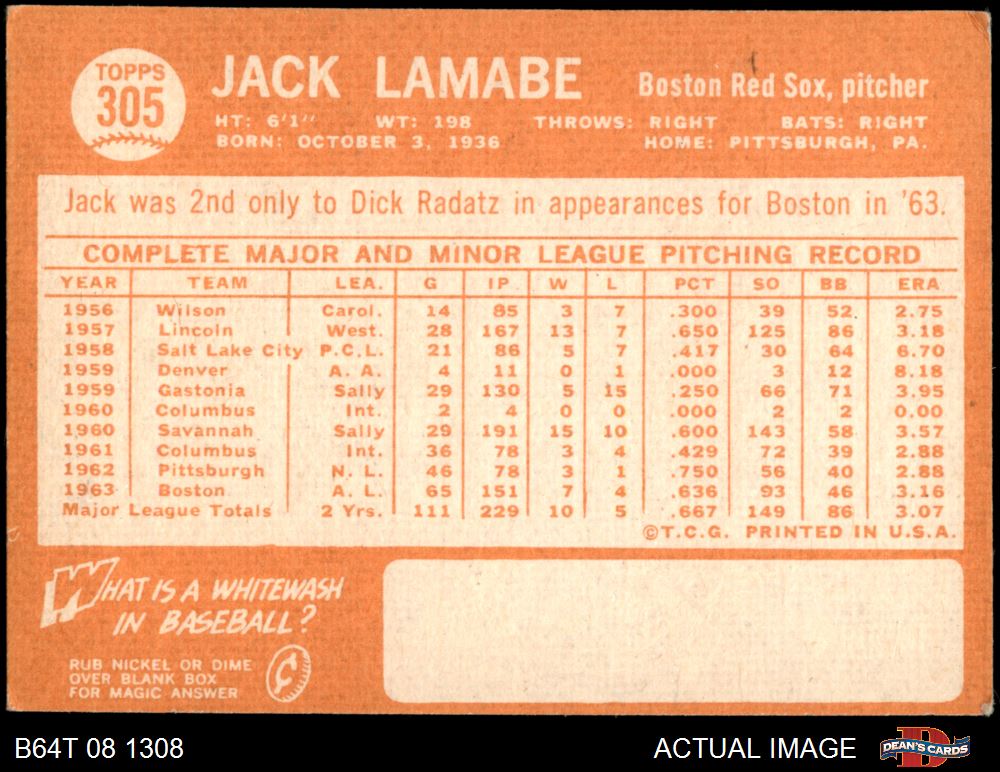 TOPPS
305
JACK LAMABE
Boston Red Sox, pitcher
HT: 6'1" WT: 198 THROWS: RIGHT BATS: RIGHT
BORN: OCTOBER 3, 1936 HOME: PITTSBURGH, PA.
Jack was 2nd only to Dick Radatz in appearances for Boston in '63.
COMPLETE MAJOR AND MINOR LEAGUE PITCHING RECORD
YEAR TEAM LEA. G IP W L PCT SO BB ERA
1956 Wilson Carol. 14 85 3 7 .300 39 52 2.75
1957 Lincoln West. 28 167 13 7 .650 125 86 3.18
1958 Salt Lake City P.C.L. 21 86 5 7 .417 30 64 6.70
1959 Denver A. A. 4 11 0 1 .000 3 12 8.18
1959 Gastonia Sally 29 130 5 15 .250 66 71 3.95
1960 Columbus Int. 2 4 0 0 .000 2 2 0.00
1960 Savannah Sally 29 191 15 10 .600 143 58 3.57
1961 Columbus Int. 36 78 3 4 .429 72 39 2.88
1962 Pittsburgh N. L. 46 78 3 1 .750 56 40 2.88
1963 Boston A. L. 65 151 7 4 .636 93 46 3.16
Major League Totals 2 Yrs. 111 229 10 5 .667 149 86 3.07
©T.C.G. PRINTED IN U.S.A.
WHAT IS A WHITEWASH
IN BASEBALL?
RUB NICKEL OR DIME
OVER BLANK BOX
FOR MAGIC ANSWER
¢
B64T 08 1308
ACTUAL IMAGE
D
DEAN'S CARDS